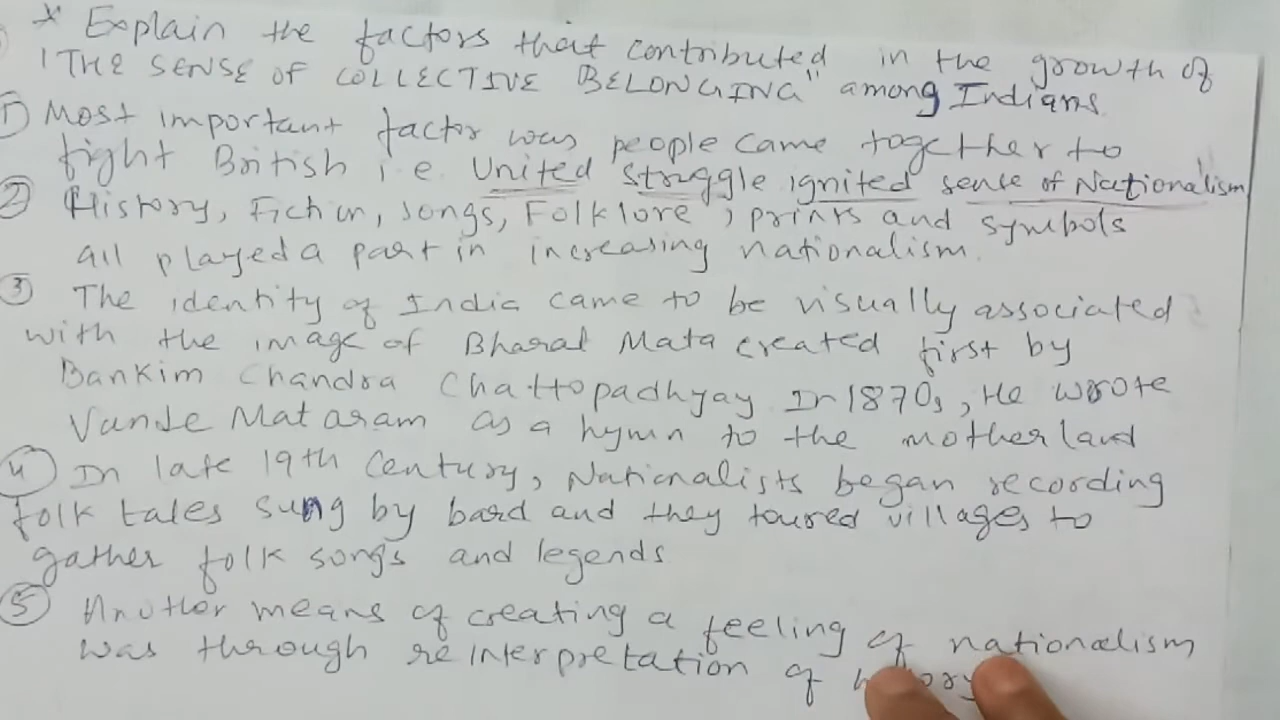 * Explain the factors that contributed in the growth of
"THE SENSE OF COLLECTIVE BELONGING" among Indians.
① Most important factor was people came together to
fight British i.e. United struggle ignited sense of Nationalism
② History, Fiction, songs, Folklore, prints and symbols
all played a part in increasing nationalism.
③ The identity of India came to be visually associated
with the image of Bharat Mata created first by
Bankim Chandra Chattopadhyay In 1870s, He wrote
Vande Mataram as a hymn to the motherland
④ In late 19th Century, Nationalists began recording
folk tales sung by bard and they toured villages to
gather folk songs and legends
⑤ Another means of creating a feeling of nationalism
was through reinterpretation of